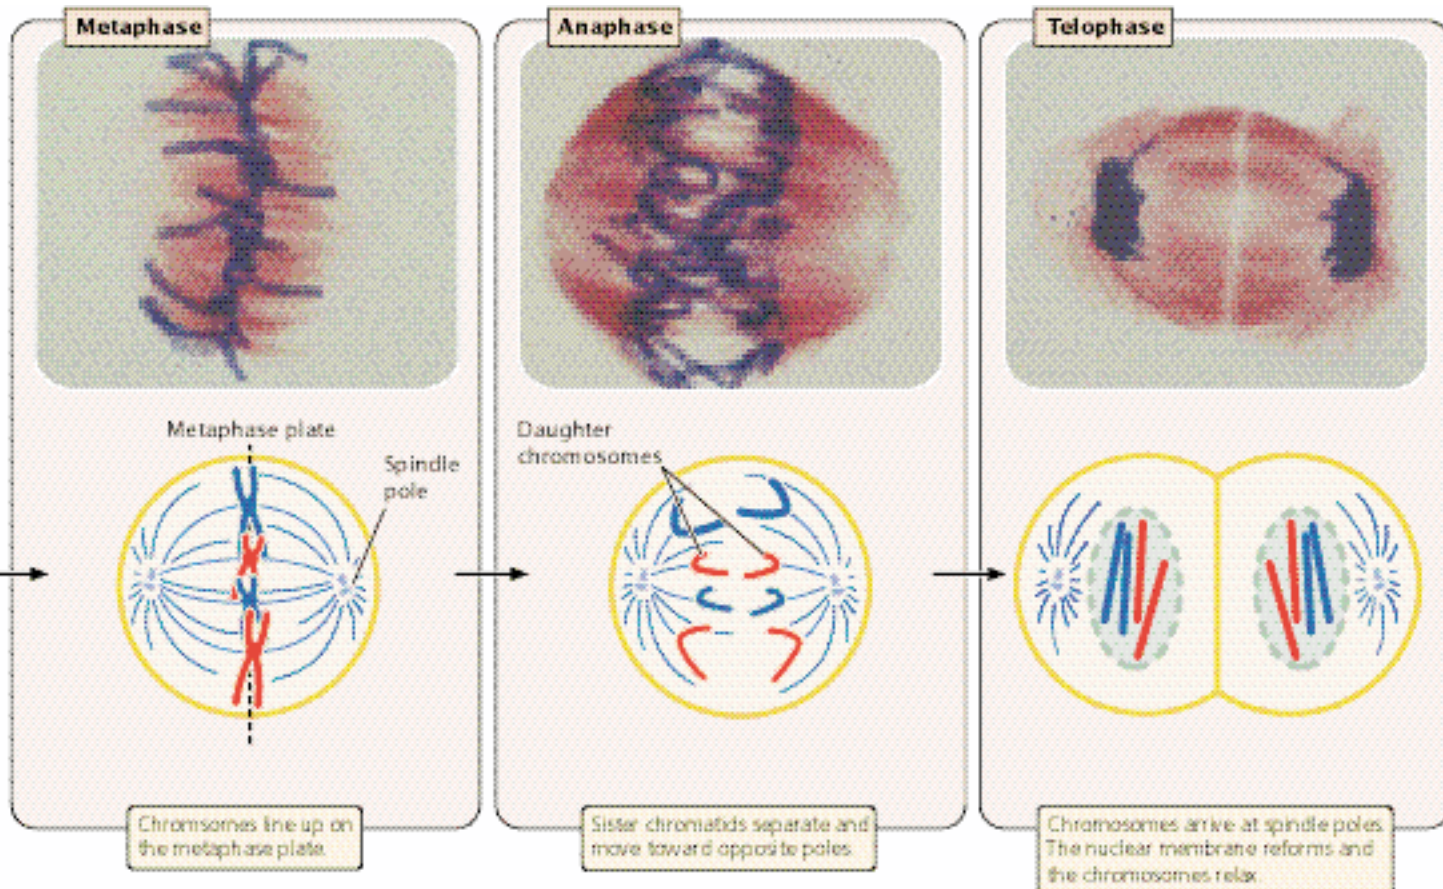 Metaphase
Anaphase
Telophase
Metaphase plate
Spindle
pole
Daughter
chromosomes
Chromsomes line up on
the metaphase plate.
Sister chromatids separate and
move toward opposite poles.
Chromosomes arrive at spindle poles.
The nuclear membrane reforms and
the chromosomes relax.